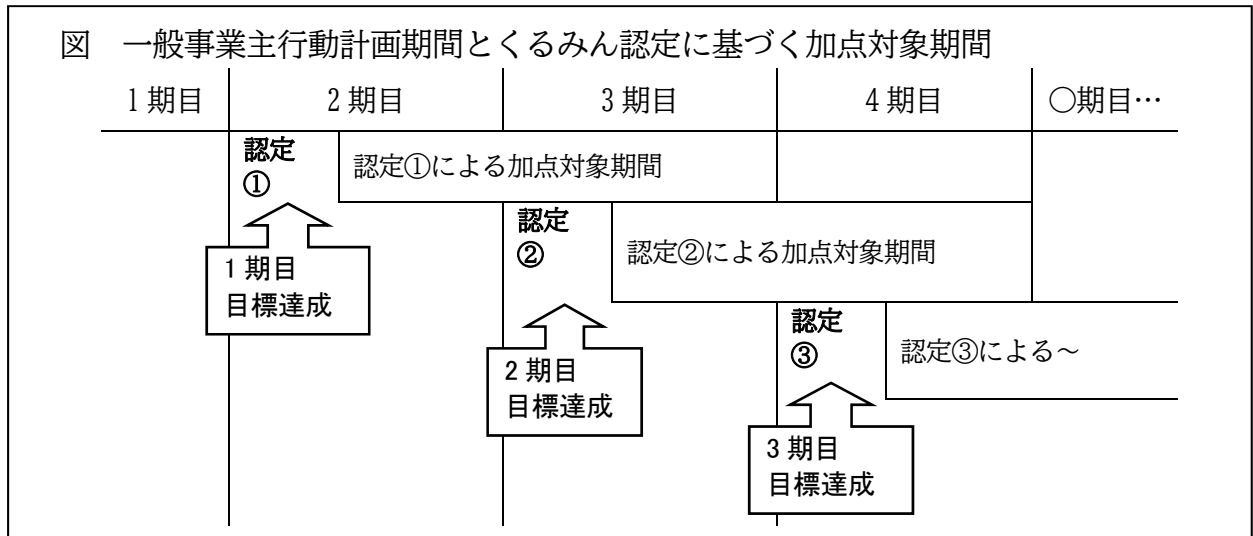 図　一般事業主行動計画期間とくるみん認定に基づく加点対象期間
1期目
2期目
3期目
4期目
○期目…
認定
①
認定①による加点対象期間
1期目
目標達成
認定
②
認定②による加点対象期間
2期目
目標達成
認定
③
認定③による～
3期目
目標達成